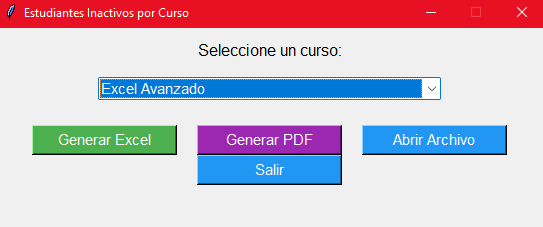 Estudiantes Inactivos por Curso
Seleccione un curso:
Excel Avanzado
Generar Excel
Generar PDF
Abrir Archivo
Salir